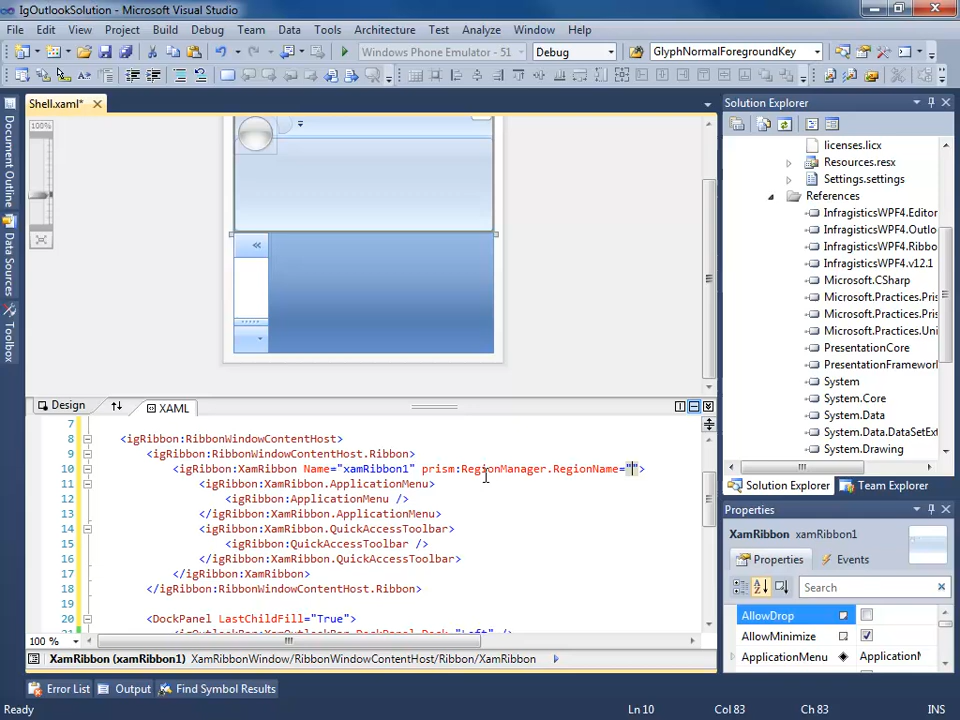 IgOutlookSolution - Microsoft Visual Studio
File Edit View Project Build Debug Team Data Tools Architecture Test Analyze Window Help
Windows Phone Emulator - 51 Debug GlyphNormalForegroundKey
Shell.xaml*
Document Outline
Data Sources
Toolbox
100%
Design XAML
7
8 <igRibbon:RibbonWindowContentHost>
9 <igRibbon:RibbonWindowContentHost.Ribbon>
10 <igRibbon:XamRibbon Name="xamRibbon1" prism:RegionManager.RegionName="">
11 <igRibbon:XamRibbon.ApplicationMenu>
12 <igRibbon:ApplicationMenu />
13 </igRibbon:XamRibbon.ApplicationMenu>
14 <igRibbon:XamRibbon.QuickAccessToolbar>
15 <igRibbon:QuickAccessToolbar />
16 </igRibbon:XamRibbon.QuickAccessToolbar>
17 </igRibbon:XamRibbon>
18 </igRibbon:RibbonWindowContentHost.Ribbon>
19
20 <DockPanel LastChildFill="True">
100 %
XamRibbon (xamRibbon1) XamRibbonWindow/RibbonWindowContentHost/Ribbon/XamRibbon
Solution Explorer
licenses.licx
Resources.resx
Settings.settings
References
InfragisticsWPF4.Editor
InfragisticsWPF4.Outlo
InfragisticsWPF4.Ribbo
InfragisticsWPF4.v12.1
Microsoft.CSharp
Microsoft.Practices.Pris
Microsoft.Practices.Pris
Microsoft.Practices.Uni
PresentationCore
PresentationFramework
System
System.Core
System.Data
System.Data.DataSetExt
Solution Explorer Team Explorer
Properties
XamRibbon xamRibbon1
Properties Events
Search
AllowDrop
AllowMinimize
ApplicationMenu ApplicationM
Error List Output Find Symbol Results
Ready Ln 10 Col 83 Ch 83 INS